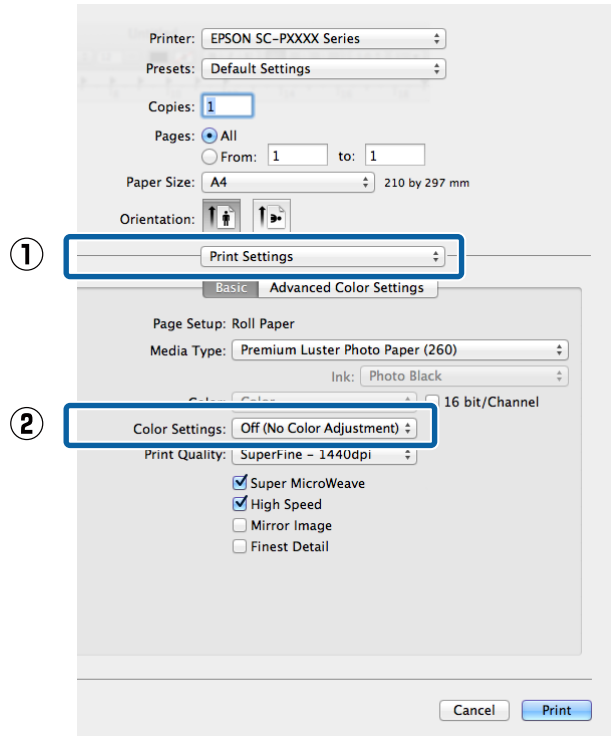 Printer: EPSON SC-PXXXX Series
Presets: Default Settings
Copies: 1
Pages: All
From: 1 to: 1
Paper Size: A4 210 by 297 mm
Orientation:
① Print Settings
Basic Advanced Color Settings
Page Setup: Roll Paper
Media Type: Premium Luster Photo Paper (260)
Ink: Photo Black
Color: Color 16 bit/Channel
② Color Settings: Off (No Color Adjustment)
Print Quality: SuperFine - 1440dpi
Super MicroWeave
High Speed
Mirror Image
Finest Detail
Cancel Print